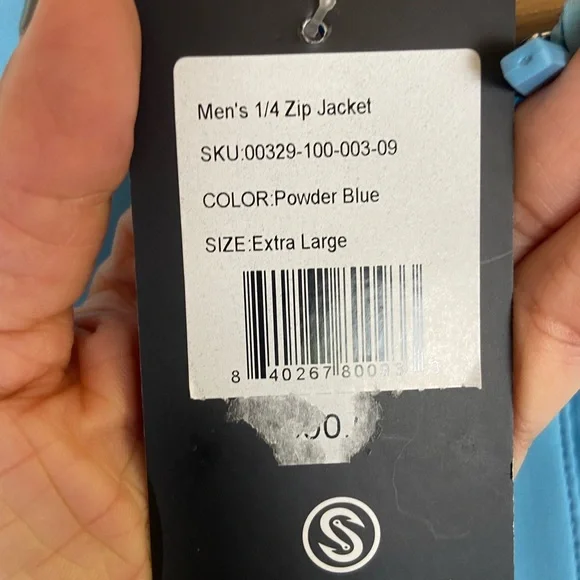 Men's 1/4 Zip Jacket
SKU:00329-100-003-09
COLOR:Powder Blue
SIZE:Extra Large
8 40267 80093